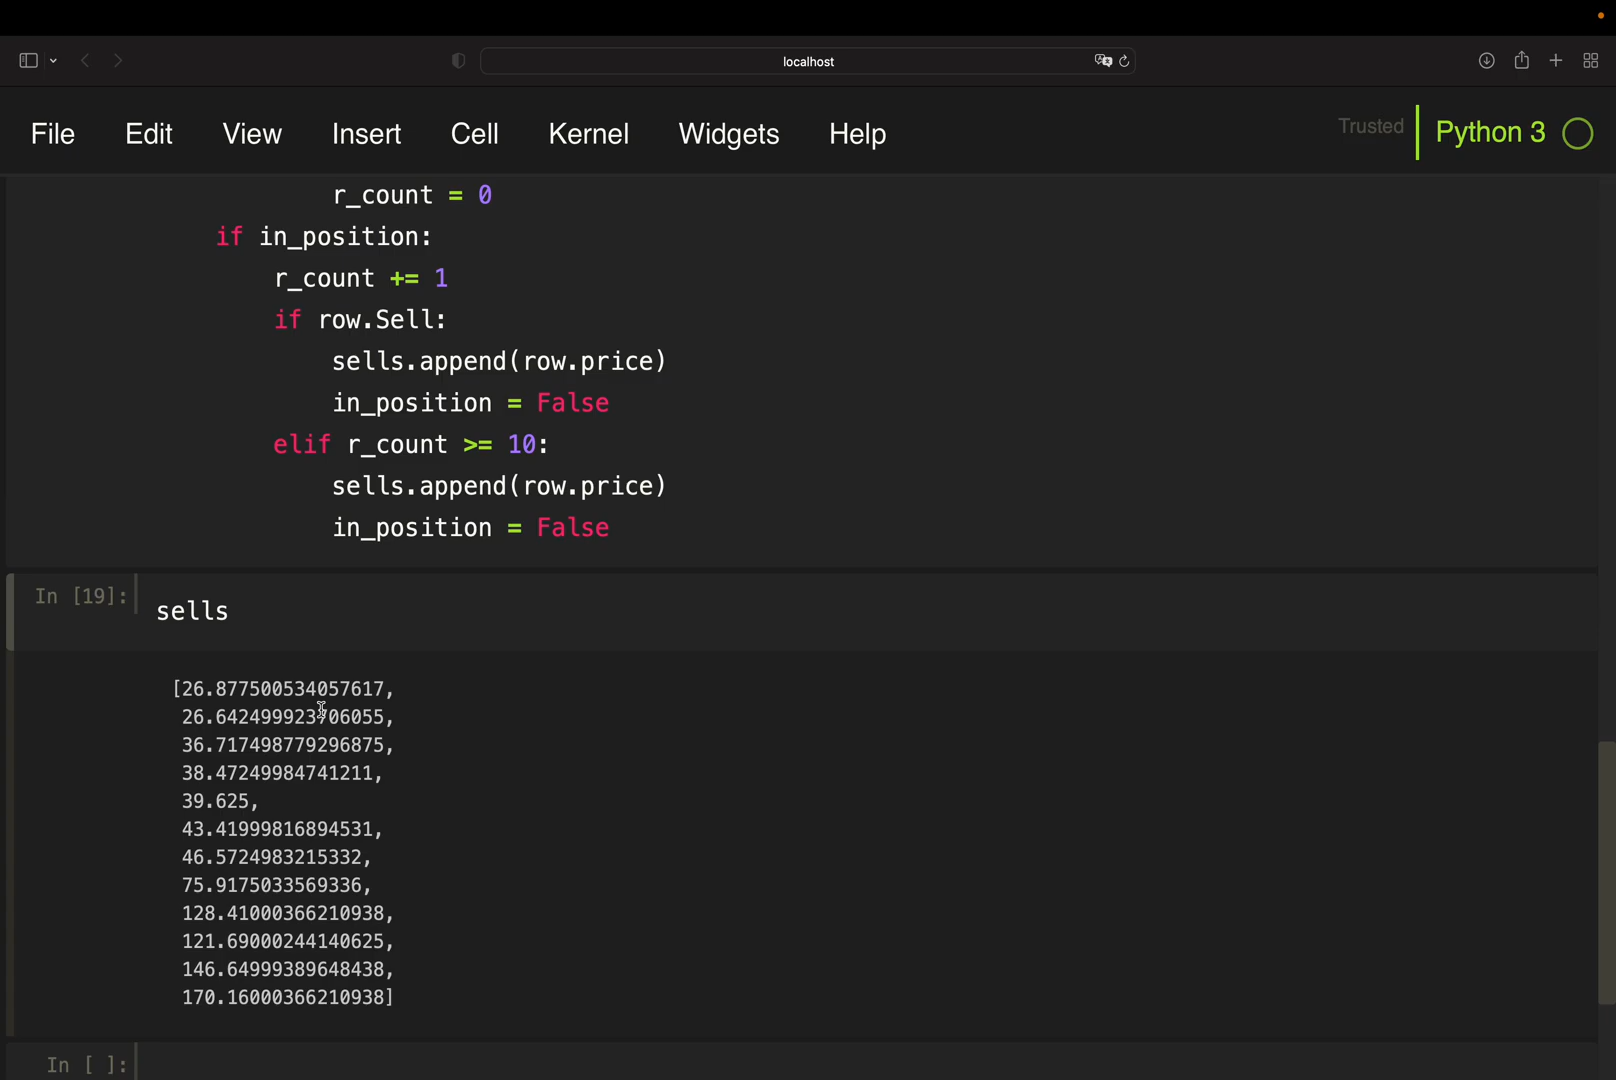 localhost
File Edit View Insert Cell Kernel Widgets Help Trusted Python 3
r_count = 0
if in_position:
r_count += 1
if row.Sell:
sells.append(row.price)
in_position = False
elif r_count >= 10:
sells.append(row.price)
in_position = False
In [19]: sells
[26.877500534057617,
26.642499923706055,
36.717498779296875,
38.47249984741211,
39.625,
43.41999816894531,
46.5724983215332,
75.9175033569336,
128.41000366210938,
121.69000244140625,
146.64999389648438,
170.16000366210938]
In [ ]: